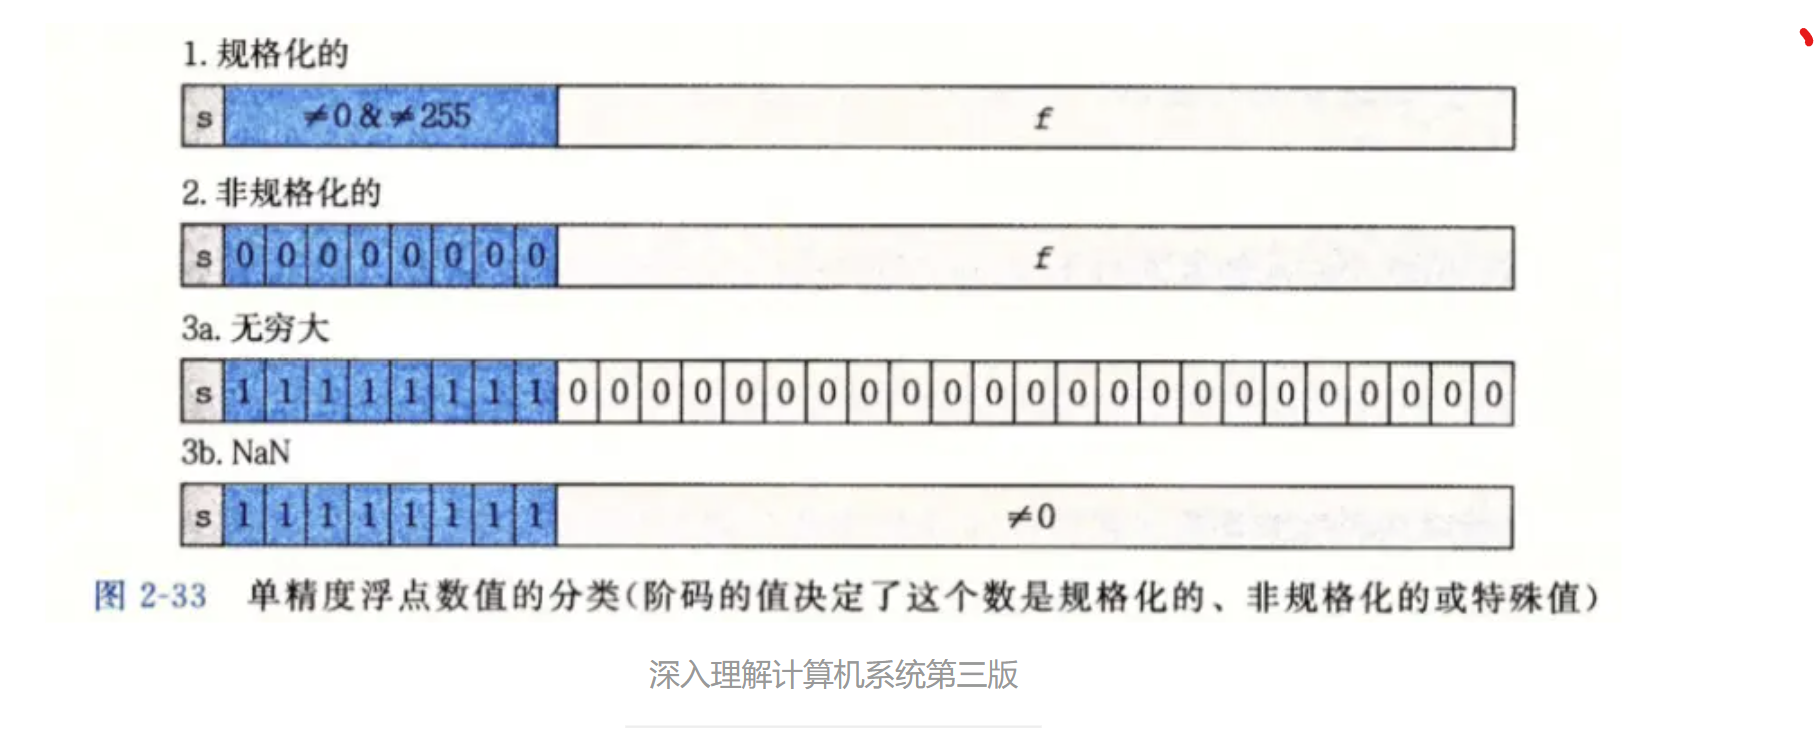 1. 规格化的
s ≠0 & ≠255 f
2. 非规格化的
s 0 0 0 0 0 0 0 0 f
3a. 无穷大
s 1 1 1 1 1 1 1 1 0 0 0 0 0 0 0 0 0 0 0 0 0 0 0 0 0 0 0 0 0 0 0
3b. NaN
s 1 1 1 1 1 1 1 1 ≠0
图 2-33 单精度浮点数值的分类(阶码的值决定了这个数是规格化的、非规格化的或特殊值)
深入理解计算机系统第三版